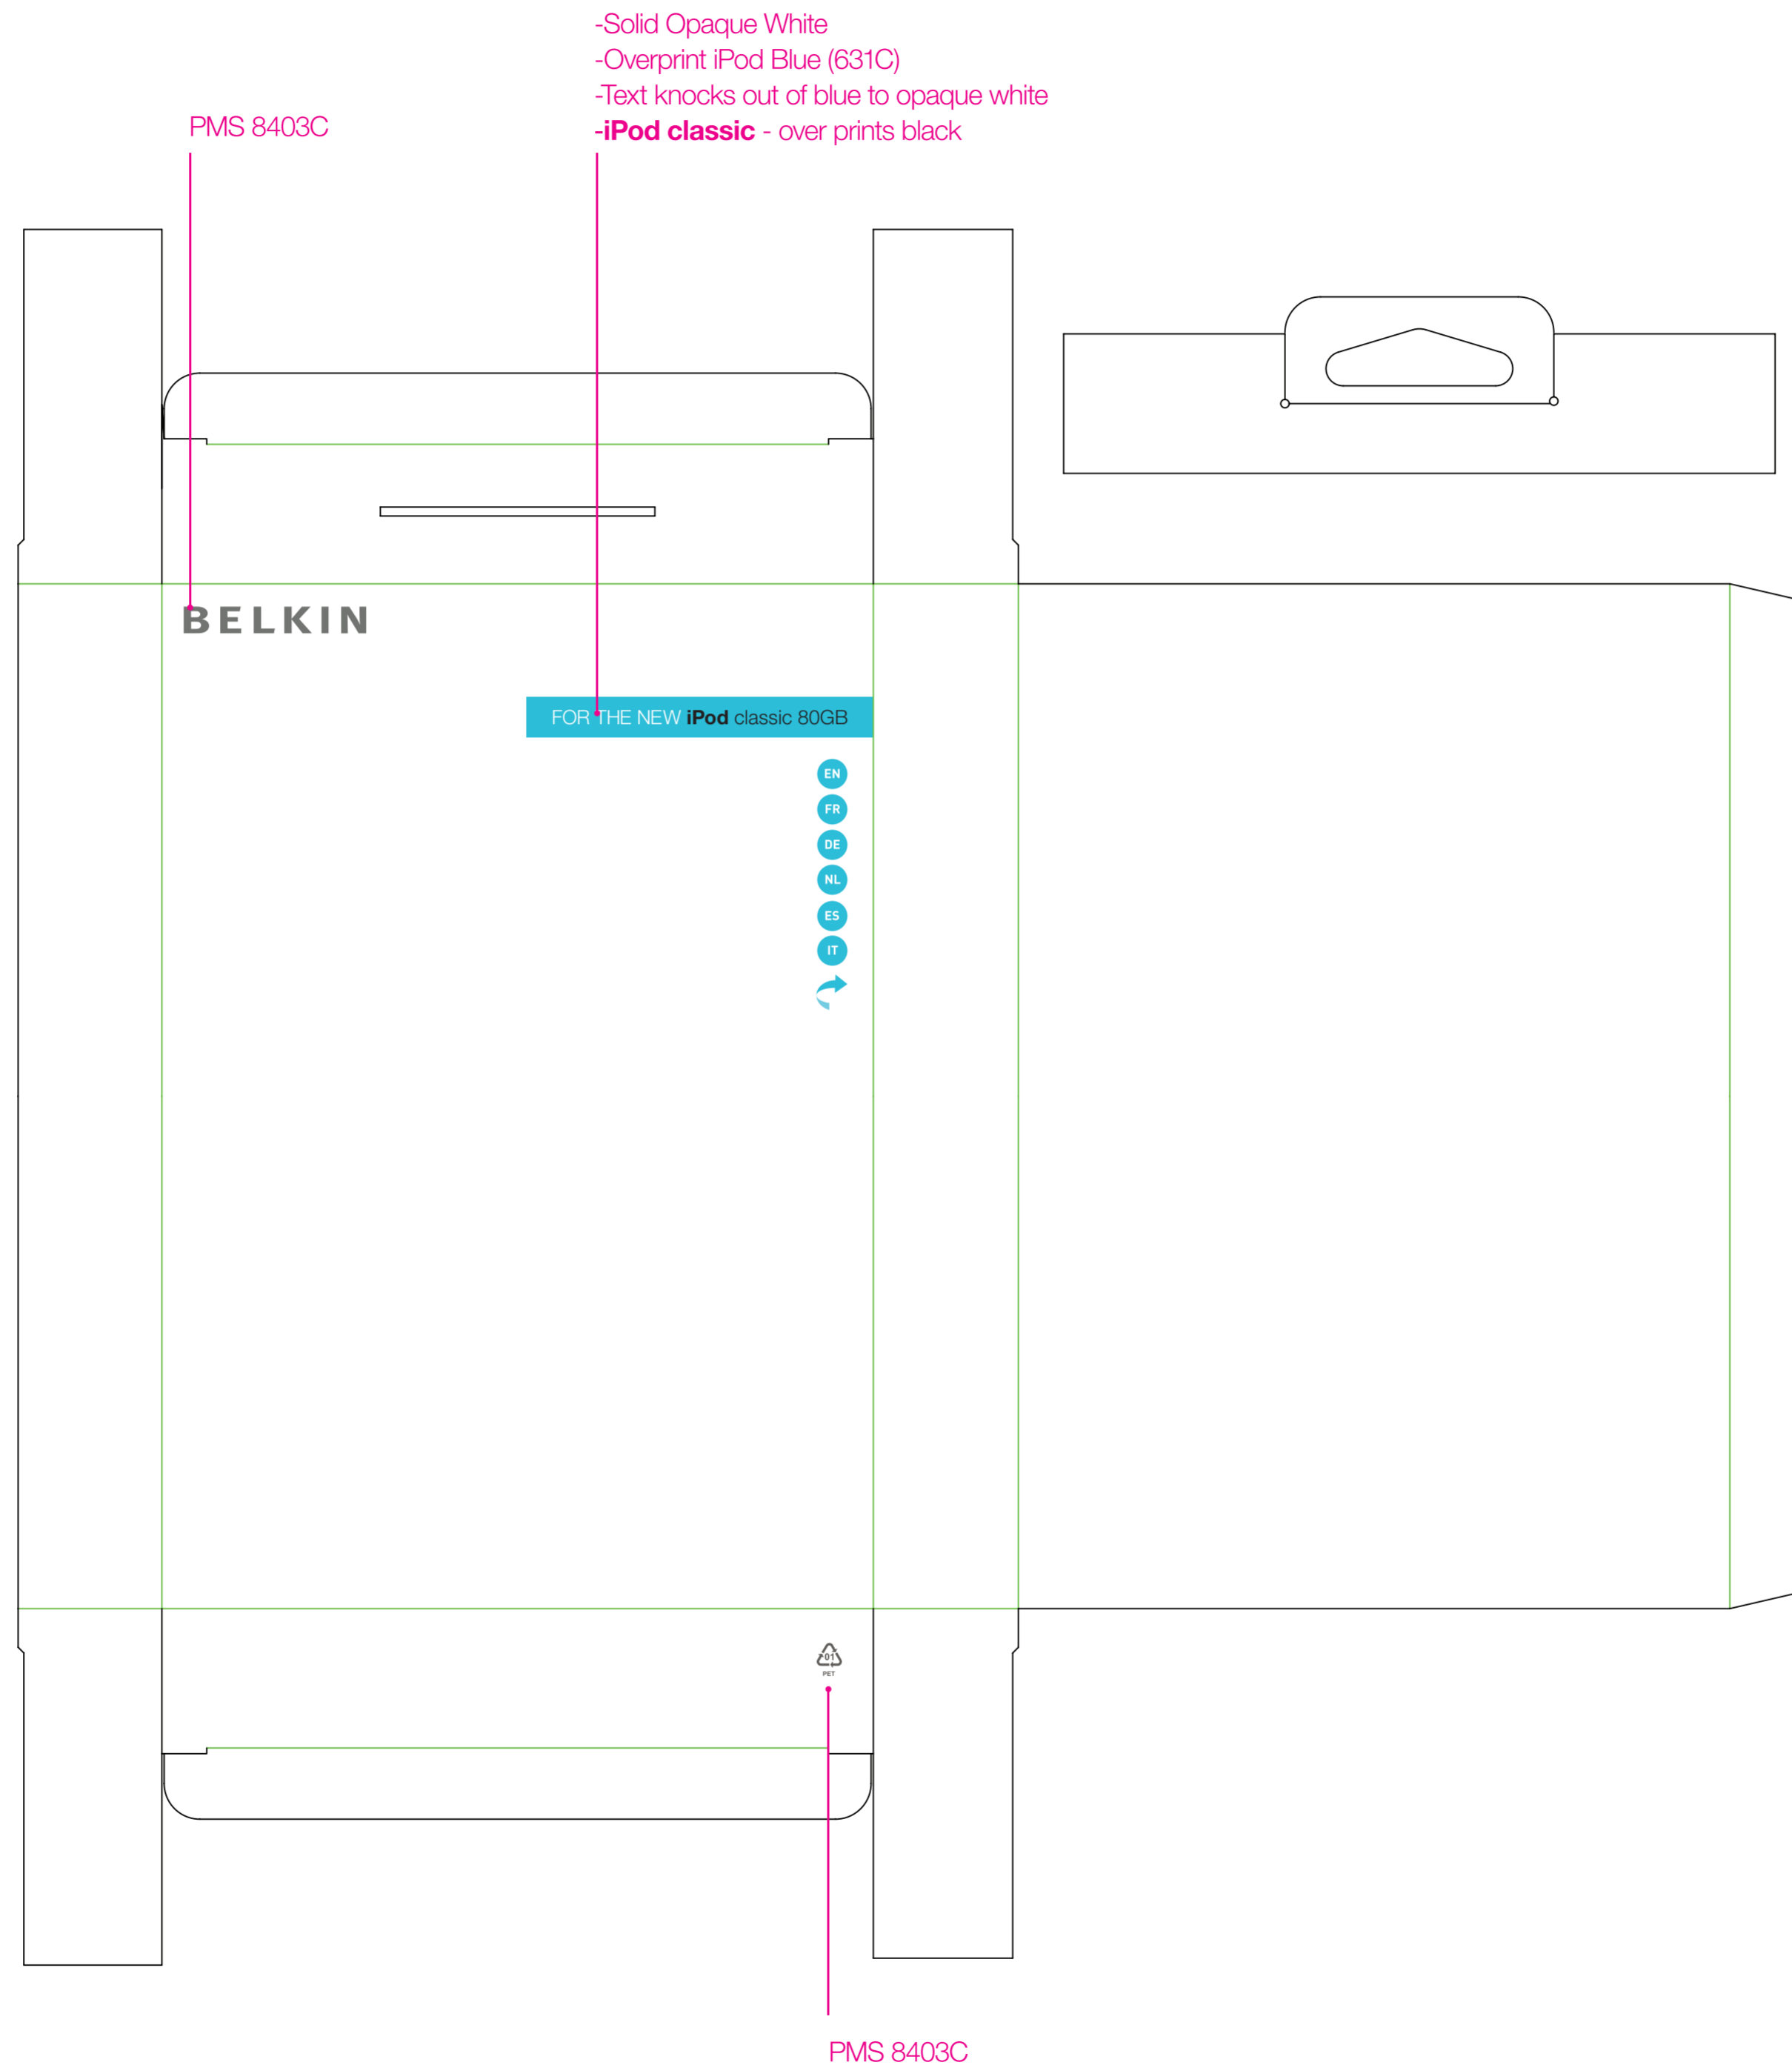 -Solid Opaque White
-Overprint iPod Blue (631C)
-Text knocks out of blue to opaque white
-iPod classic - over prints black
PMS 8403C
BELKIN
FOR THE NEW iPod classic 80GB
EN
FR
DE
NL
ES
IT
01
PET
PMS 8403C